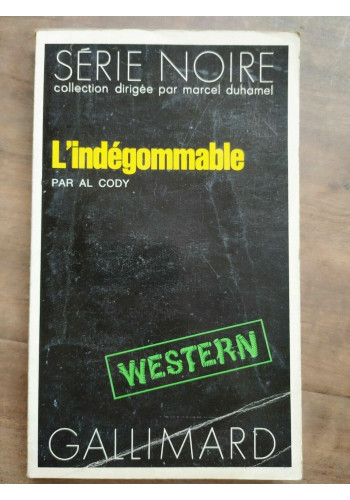 SÉRIE NOIRE
collection dirigée par marcel duhamel
L'indégommable
PAR AL CODY
WESTERN
GALLIMARD